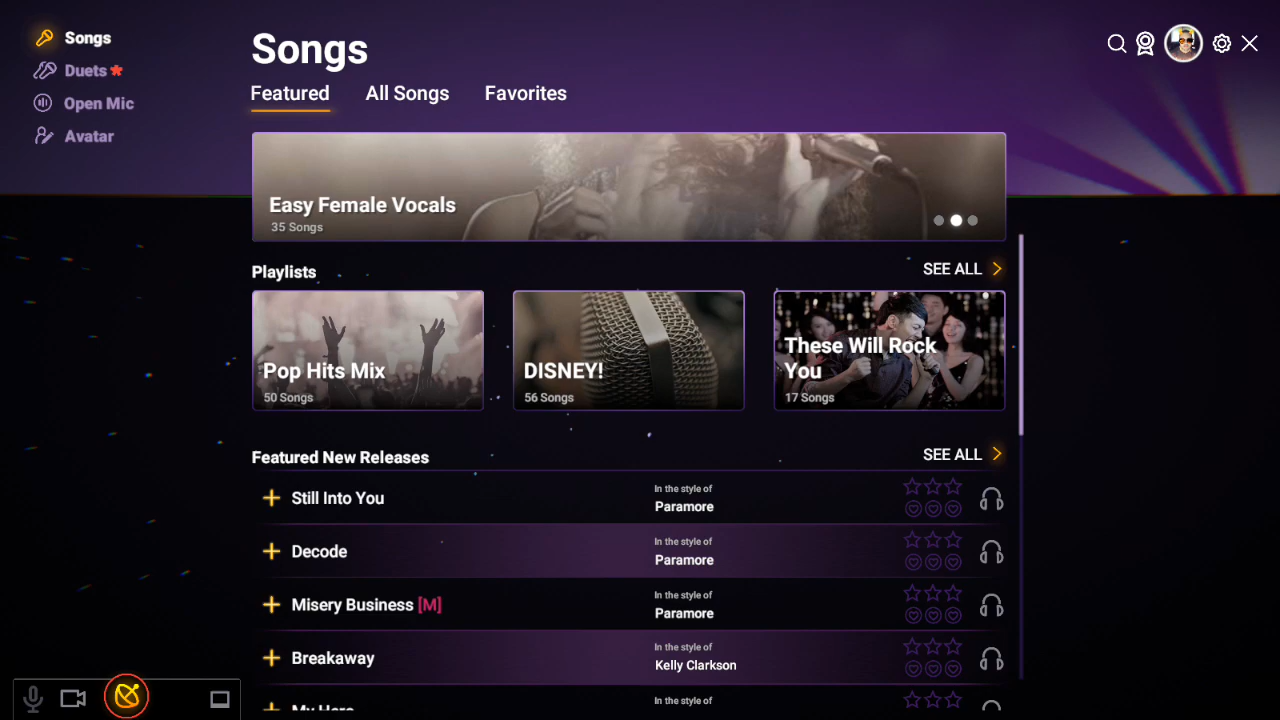 Songs
Duets *
Open Mic
Avatar
Songs
Featured
All Songs
Favorites
Easy Female Vocals
35 Songs
Playlists
SEE ALL
Pop Hits Mix
50 Songs
DISNEY!
56 Songs
These Will Rock
You
17 Songs
Featured New Releases
SEE ALL
Still Into You
In the style of
Paramore
Decode
In the style of
Paramore
Misery Business [M]
In the style of
Paramore
Breakaway
In the style of
Kelly Clarkson
In the style of